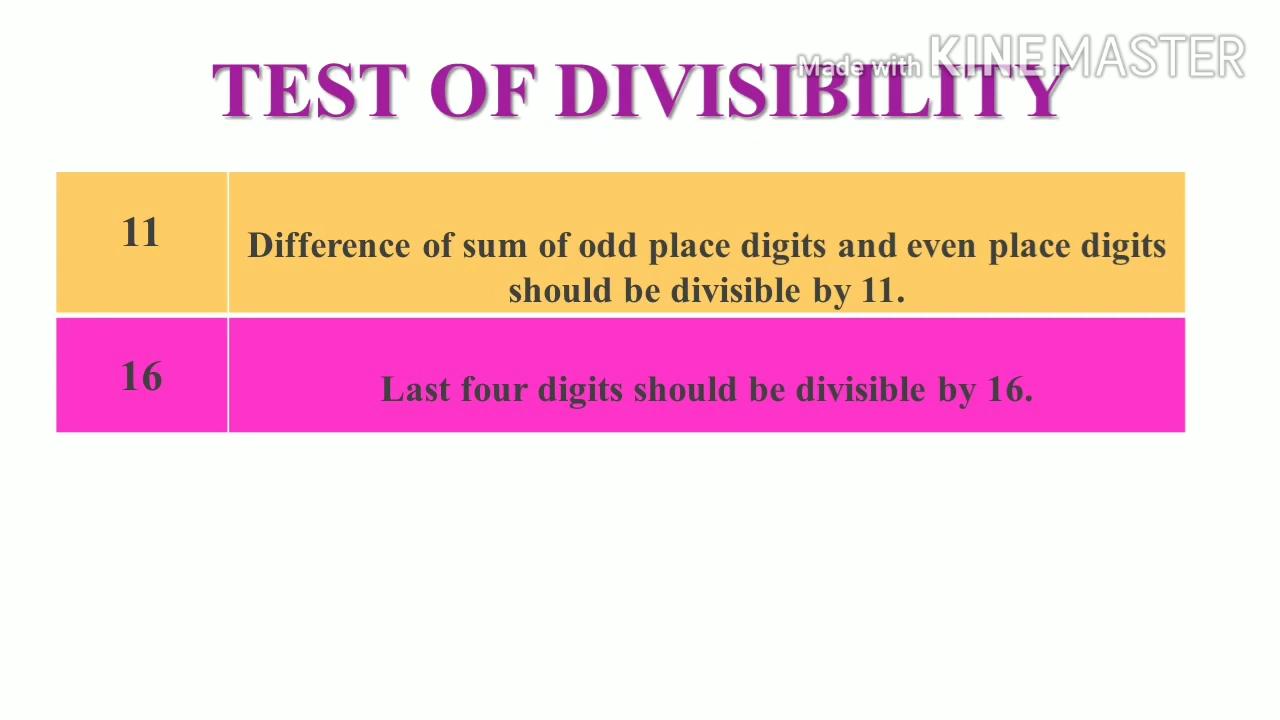 Made with KINEMASTER
TEST OF DIVISIBILITY
11
Difference of sum of odd place digits and even place digits
should be divisible by 11.
16
Last four digits should be divisible by 16.